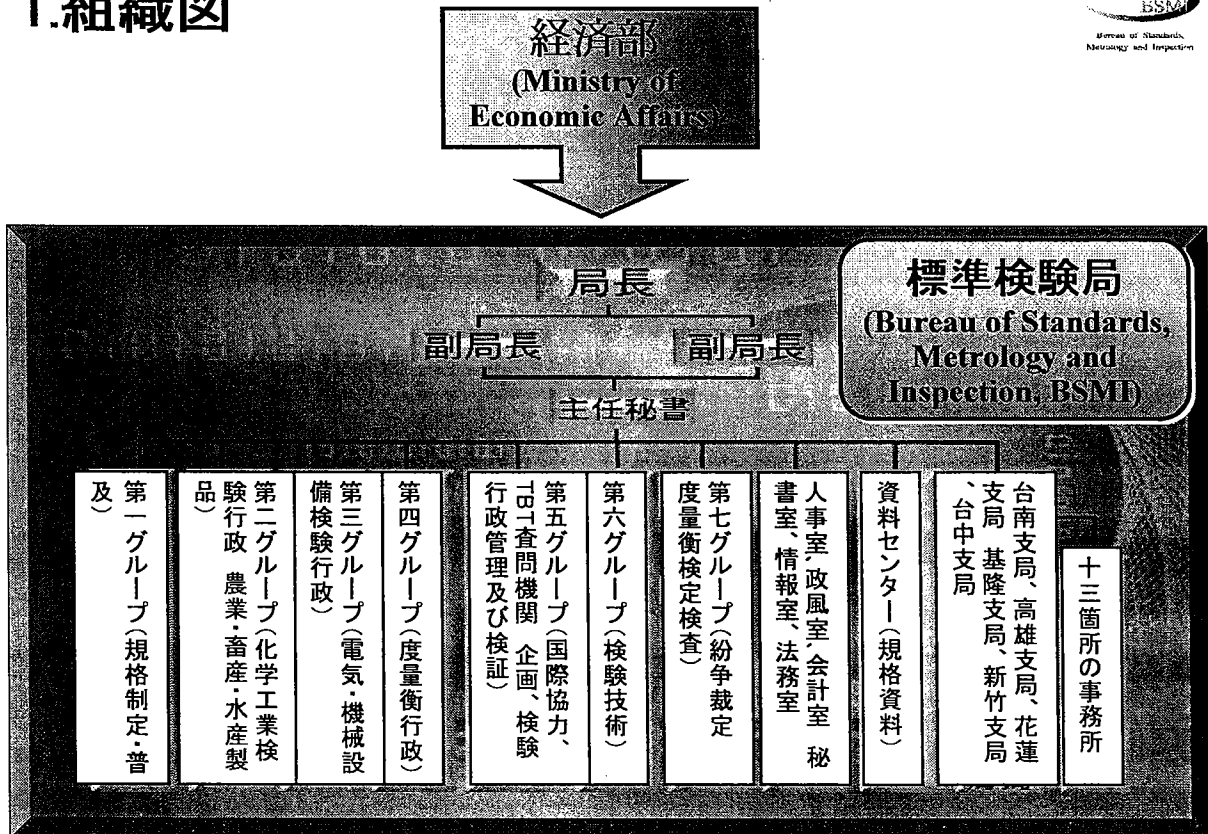 1.組織図
BSMI
Bureau of Standards,
Metrology and Inspection
経済部
(Ministry of
Economic Affairs)
標準検験局
(Bureau of Standards,
Metrology and
Inspection, BSMI)
局長
副局長
副局長
主任秘書
第一グループ(規格制定・普
及)
第二グループ(化学工業検
験行政 農業・畜産・水産製
品)
第三グループ(電気・機械設
備検験行政)
第四グループ(度量衡行政)
第五グループ(国際協力、
TBT査問機関 企画、検験
行政管理及び検証)
第六グループ(検験技術)
第七グループ(紛争裁定
度量衡検定検査)
人事室、政風室、会計室 秘
書室、情報室、法務室
資料センター(規格資料)
台南支局、高雄支局、花蓮
支局 基隆支局、新竹支局
、台中支局
十三箇所の事務所